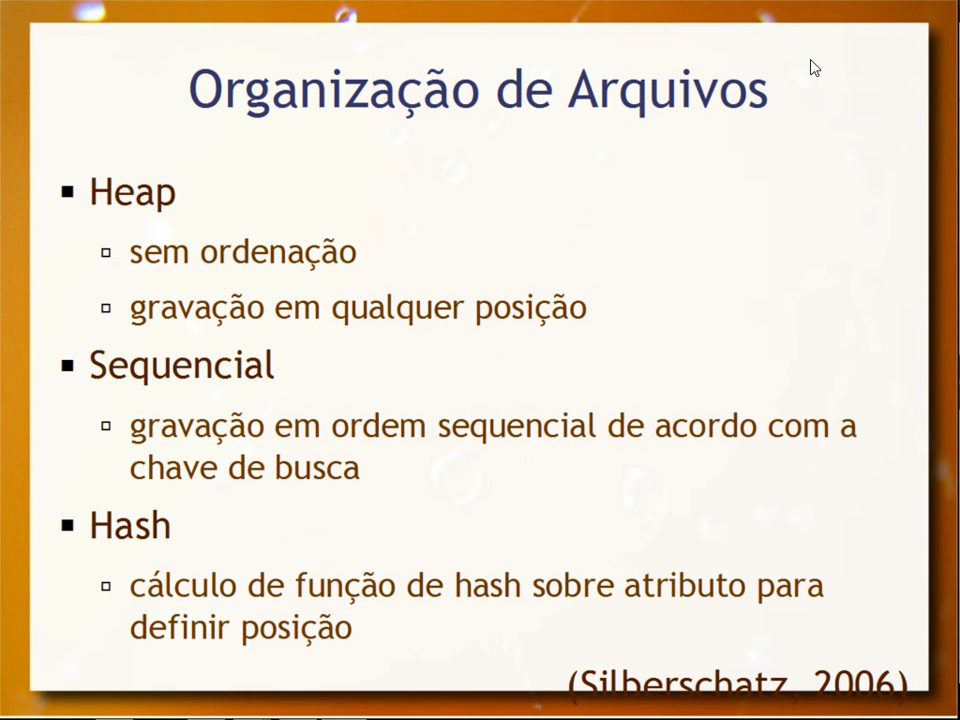 Organização de Arquivos
Heap
sem ordenação
gravação em qualquer posição
Sequencial
gravação em ordem sequencial de acordo com a
chave de busca
Hash
cálculo de função de hash sobre atributo para
definir posição
(Silberschatz, 2006)